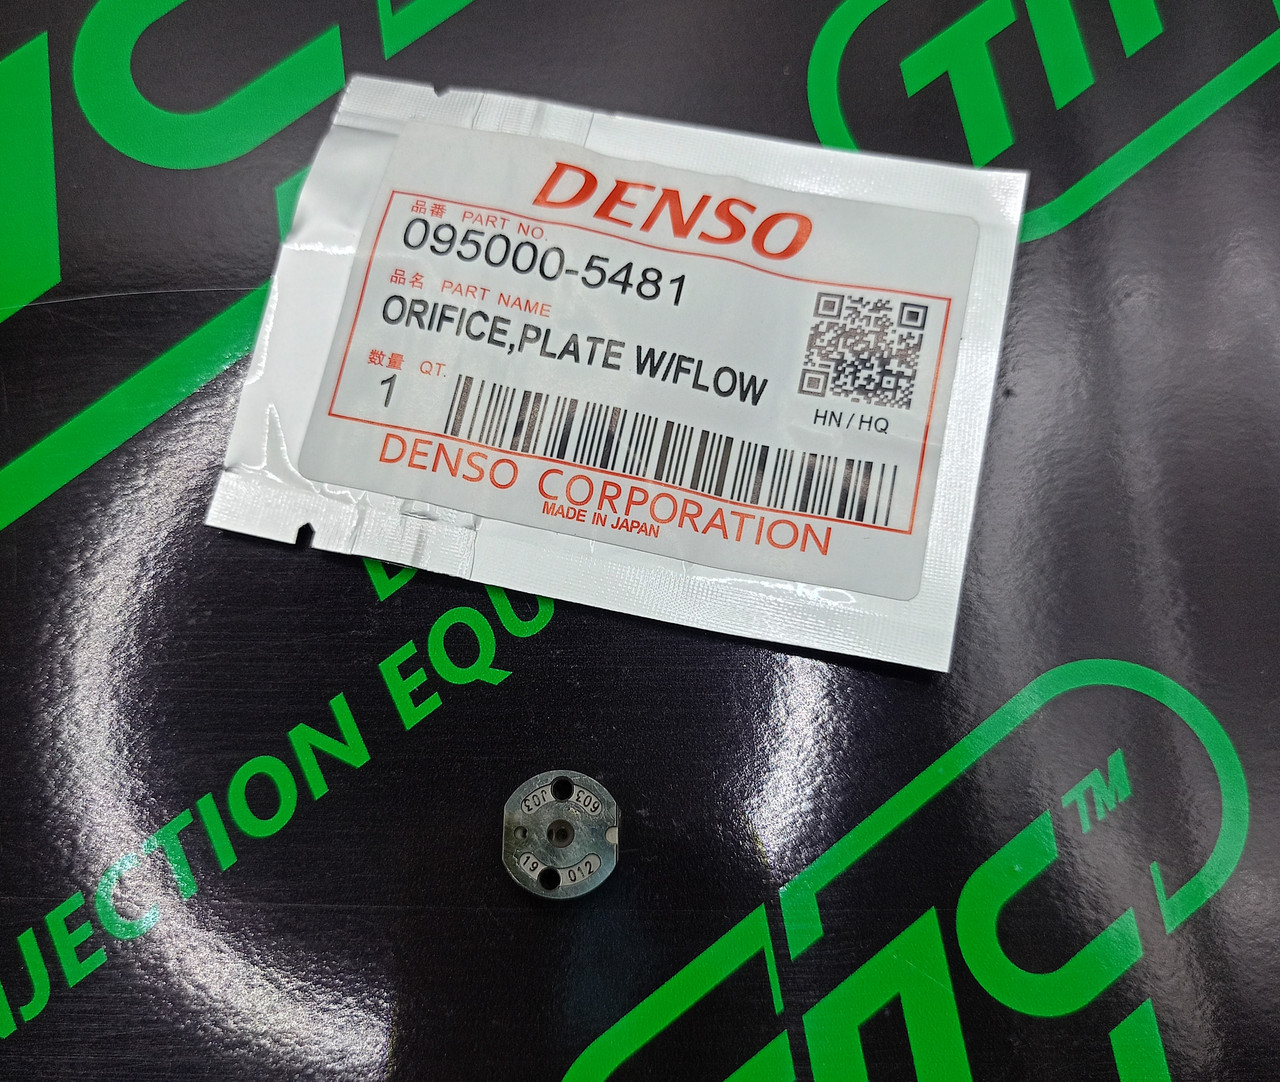 DENSO
品番 PART NO.
095000-5481
品名 PART NAME
ORIFICE,PLATE W/FLOW
数量 QT.
1
HN/HQ
DENSO CORPORATION
MADE IN JAPAN
INJECTION EQU
TM
J03 603
19 012